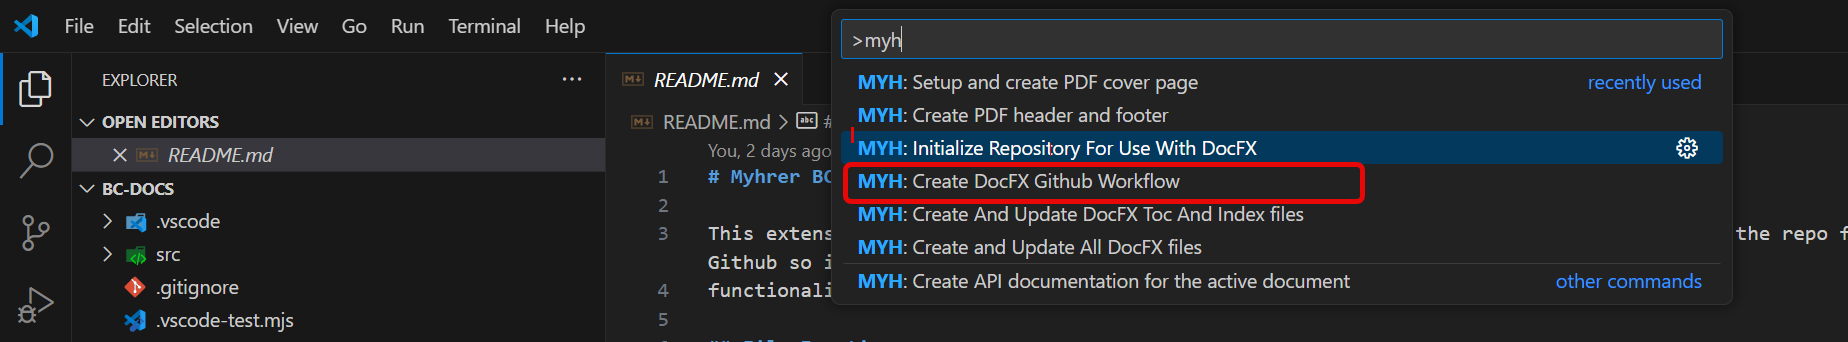 File Edit Selection View Go Run Terminal Help
>myh
EXPLORER
OPEN EDITORS
README.md
BC-DOCS
.vscode
src
.gitignore
.vscode-test.mjs
README.md
README.md > abc #
You, 2 days ago
1 # Myhrer BC
2
3 This extens the repo f
Github so i
4 functionali
5
MYH: Setup and create PDF cover page recently used
MYH: Create PDF header and footer
MYH: Initialize Repository For Use With DocFX
MYH: Create DocFX Github Workflow
MYH: Create And Update DocFX Toc And Index files
MYH: Create and Update All DocFX files
MYH: Create API documentation for the active document other commands